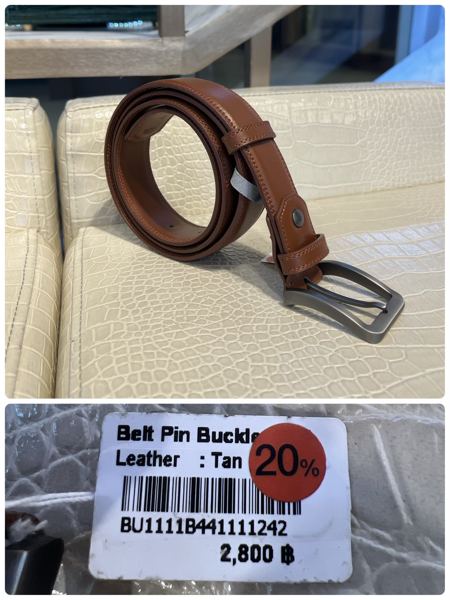 Belt Pin Buckle
Leather : Tan
20%
BU1111B441111242
2,800 ฿